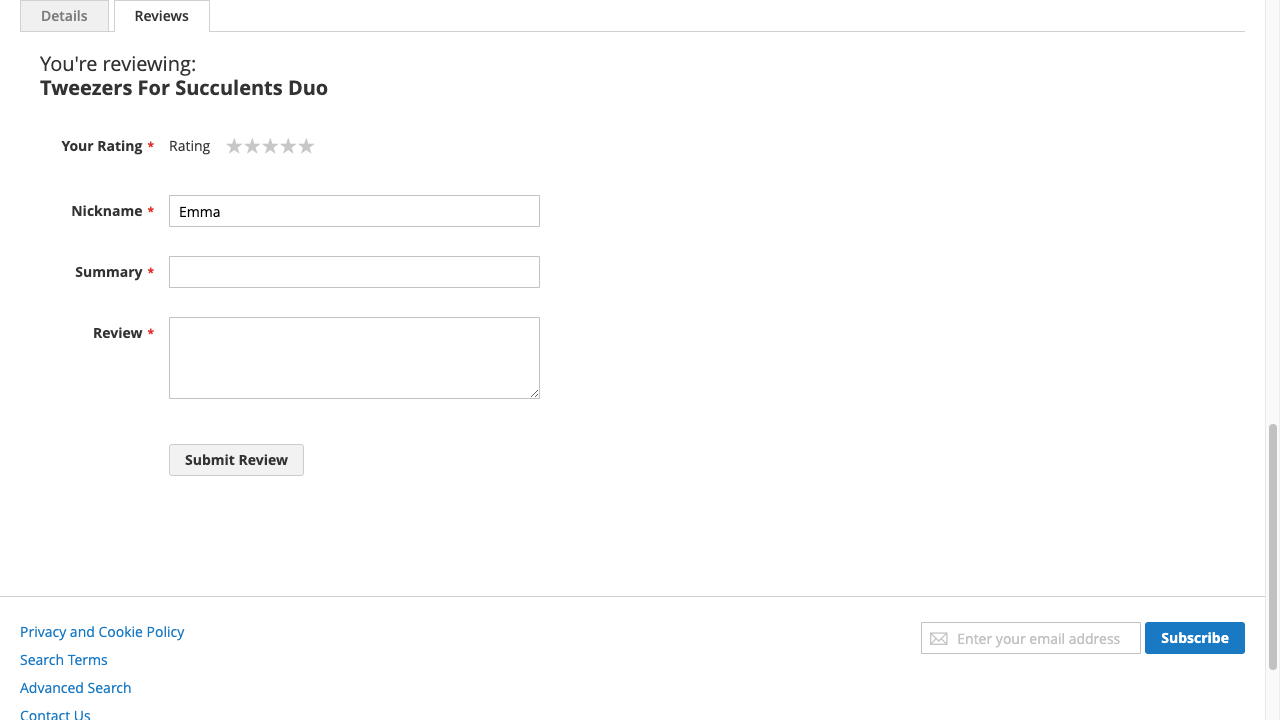 Details
Reviews
You're reviewing:
Tweezers For Succulents Duo
Your Rating *
Rating
Nickname *
Emma
Summary *
Review *
Submit Review
Privacy and Cookie Policy
Search Terms
Advanced Search
Contact Us
Enter your email address
Subscribe